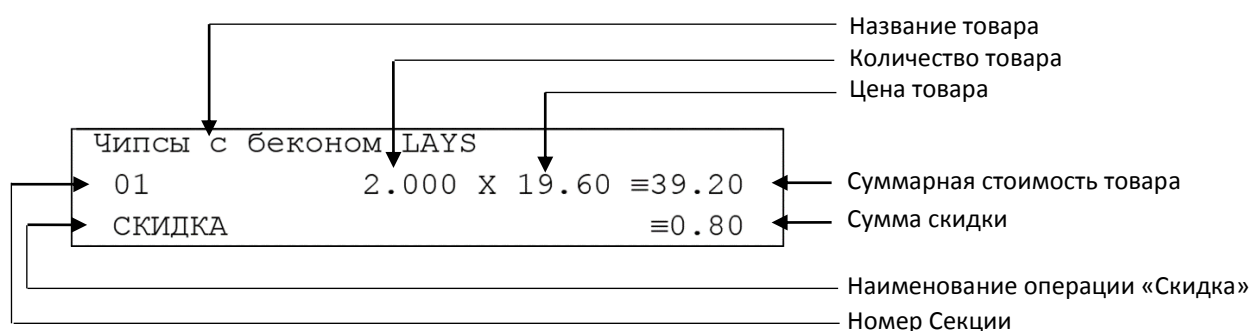 Название товара
Количество товара
Цена товара
Чипсы с беконом LAYS
01 2.000 X 19.60 ≡39.20
Суммарная стоимость товара
СКИДКА ≡0.80
Сумма скидки
Наименование операции «Скидка»
Номер Секции